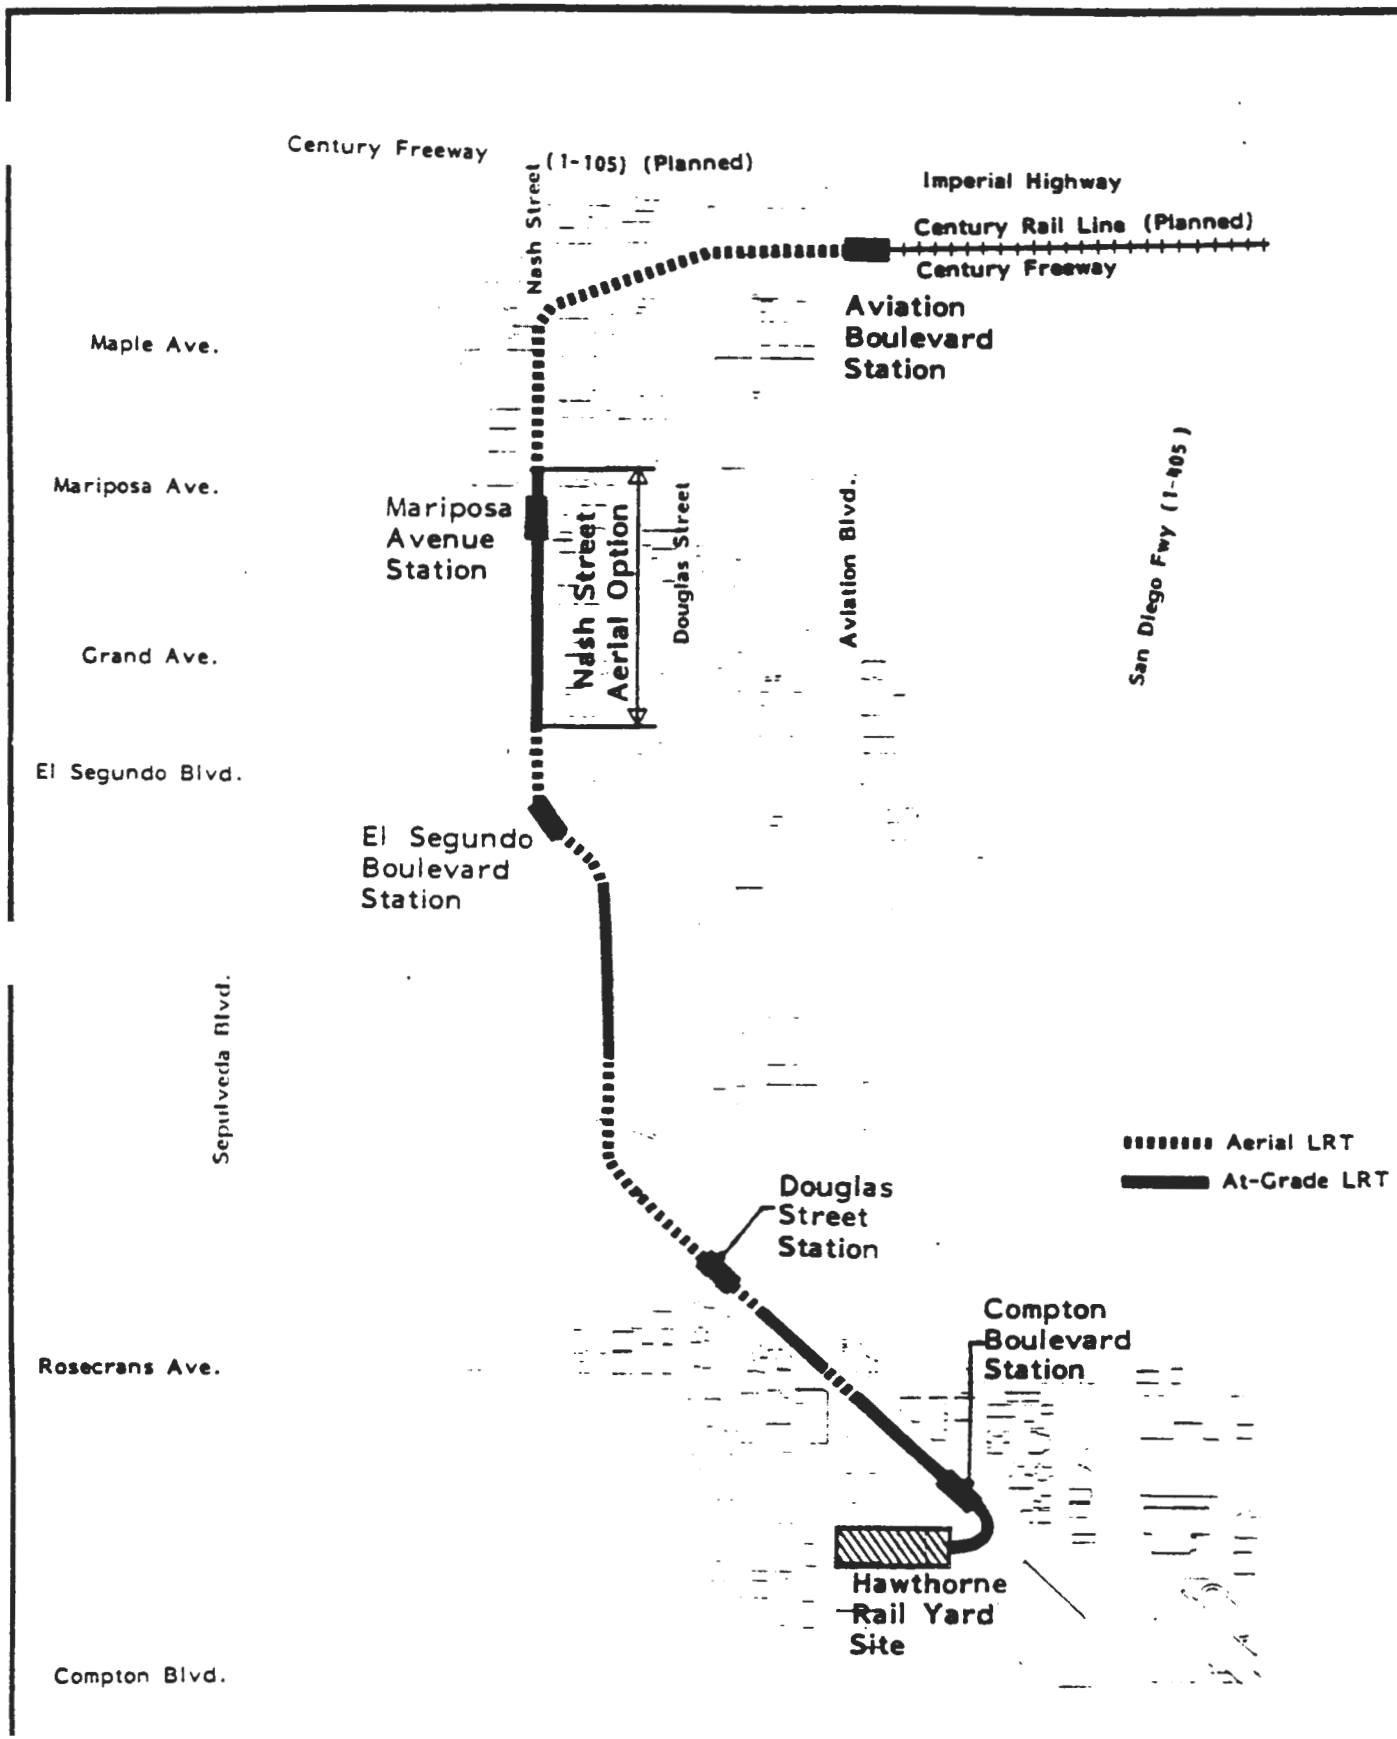 Century Freeway
(1-105) (Planned)
Nash Street
Imperial Highway
Century Rail Line (Planned)
Century Freeway
Aviation
Boulevard
Station
Maple Ave.
Mariposa Ave.
Mariposa
Avenue
Station
Nash Street
Aerial Option
Douglas Street
Aviation Blvd.
San Diego Fwy (1-405)
Grand Ave.
El Segundo Blvd.
El Segundo
Boulevard
Station
Sepulveda Blvd.
Aerial LRT
At-Grade LRT
Douglas
Street
Station
Compton
Boulevard
Station
Rosecrans Ave.
Hawthorne
Rail Yard
Site
Compton Blvd.